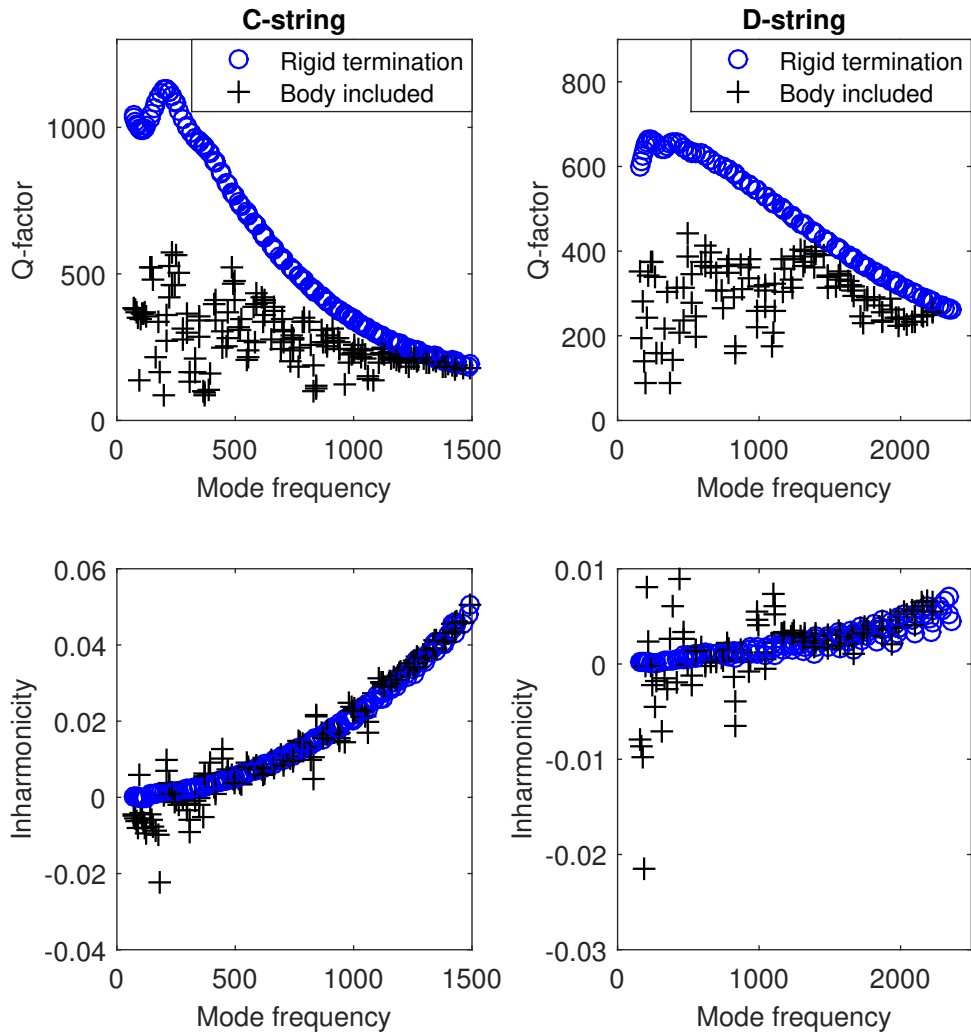 C-string
D-string
Rigid termination
Body included
Rigid termination
Body included
Q-factor
1000
500
0
0
500
1000
1500
Mode frequency
Q-factor
800
600
400
200
0
0
1000
2000
Mode frequency
Inharmonicity
0.06
0.04
0.02
0
-0.02
-0.04
0
500
1000
1500
Mode frequency
Inharmonicity
0.01
0
-0.01
-0.02
-0.03
0
1000
2000
Mode frequency